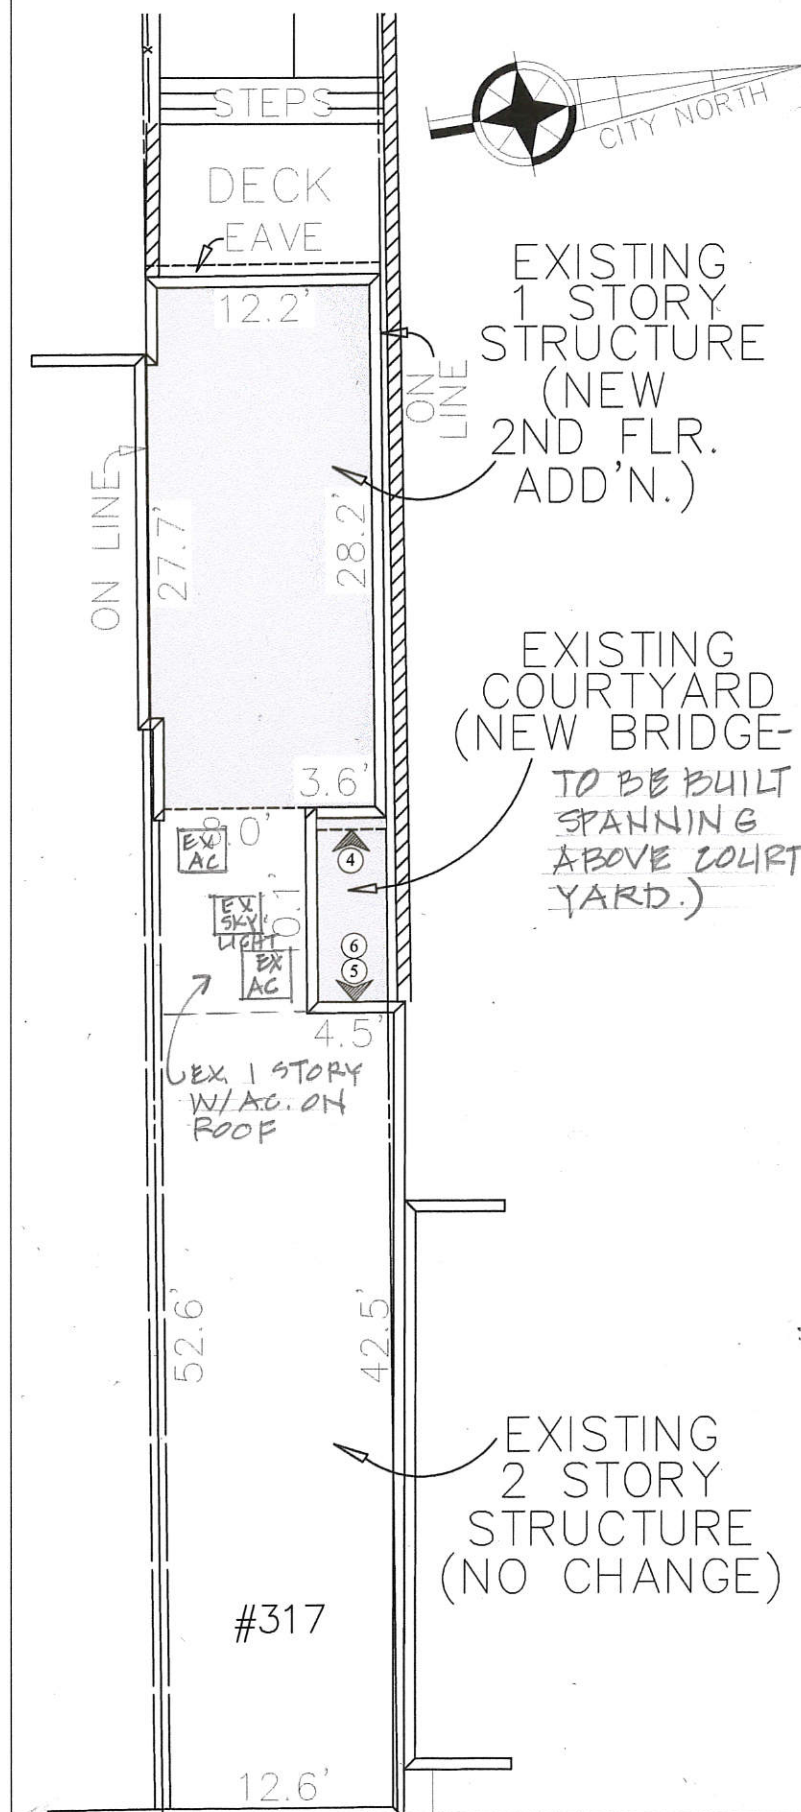 STEPS
CITY NORTH
DECK
EAVE
12.2'
ON
LINE
EXISTING
1 STORY
STRUCTURE
(NEW
2ND FLR.
ADD'N.)
ON LINE
27.7'
28.2'
EXISTING
COURTYARD
(NEW BRIDGE-
TO BE BUILT
SPANNING
ABOVE COURT
YARD.)
3.6'
EX
AC
4
EX
SKY
LIGHT
6
5
EX
AC
4.5'
EX. 1 STORY
W/ A.C. ON
ROOF
52.6'
42.5'
EXISTING
2 STORY
STRUCTURE
(NO CHANGE)
#317
12.6'